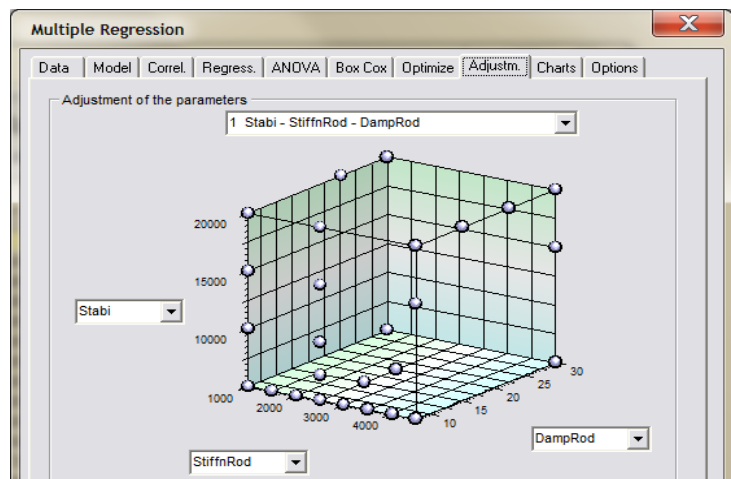 Multiple Regression
X
Data Model Correl. Regress. ANOVA Box Cox Optimize Adjustm. Charts Options
Adjustment of the parameters
1 Stabi - StiffnRod - DampRod
20000
15000
Stabi
10000
1000
2000
3000
4000
10
15
20
25
30
DampRod
StiffnRod